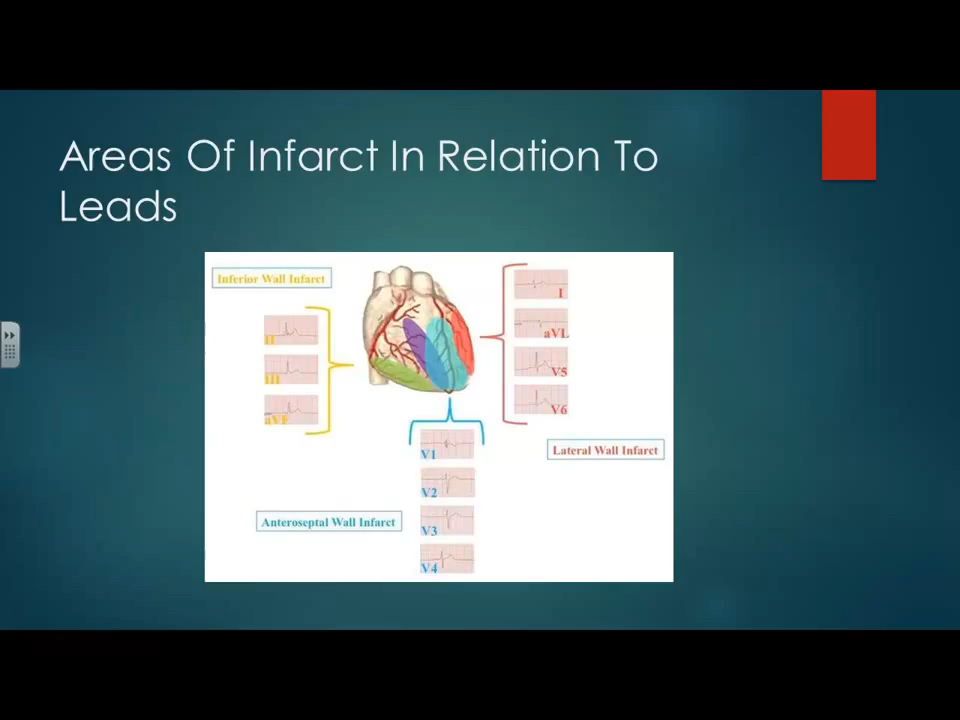 Areas Of Infarct In Relation To
Leads
Inferior Wall Infarct
II
III
aVF
I
aVL
V5
V6
Lateral Wall Infarct
V1
V2
V3
V4
Anteroseptal Wall Infarct